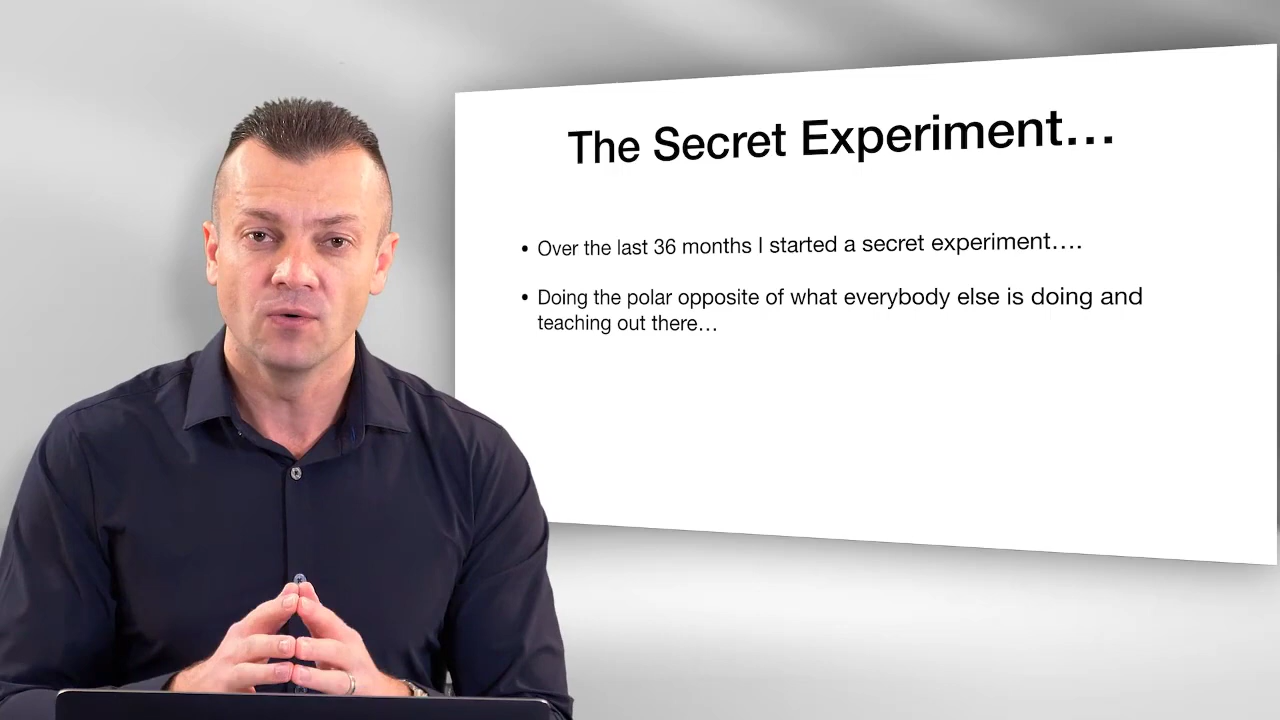 The Secret Experiment...
• Over the last 36 months I started a secret experiment....
• Doing the polar opposite of what everybody else is doing and
teaching out there...